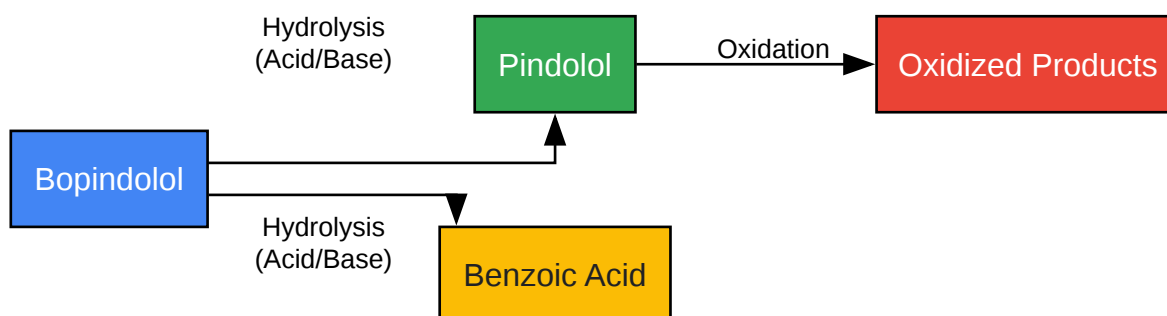 Hydrolysis
(Acid/Base)
Pindolol
Oxidation
Oxidized Products
Bopindolol
Hydrolysis
(Acid/Base)
Benzoic Acid